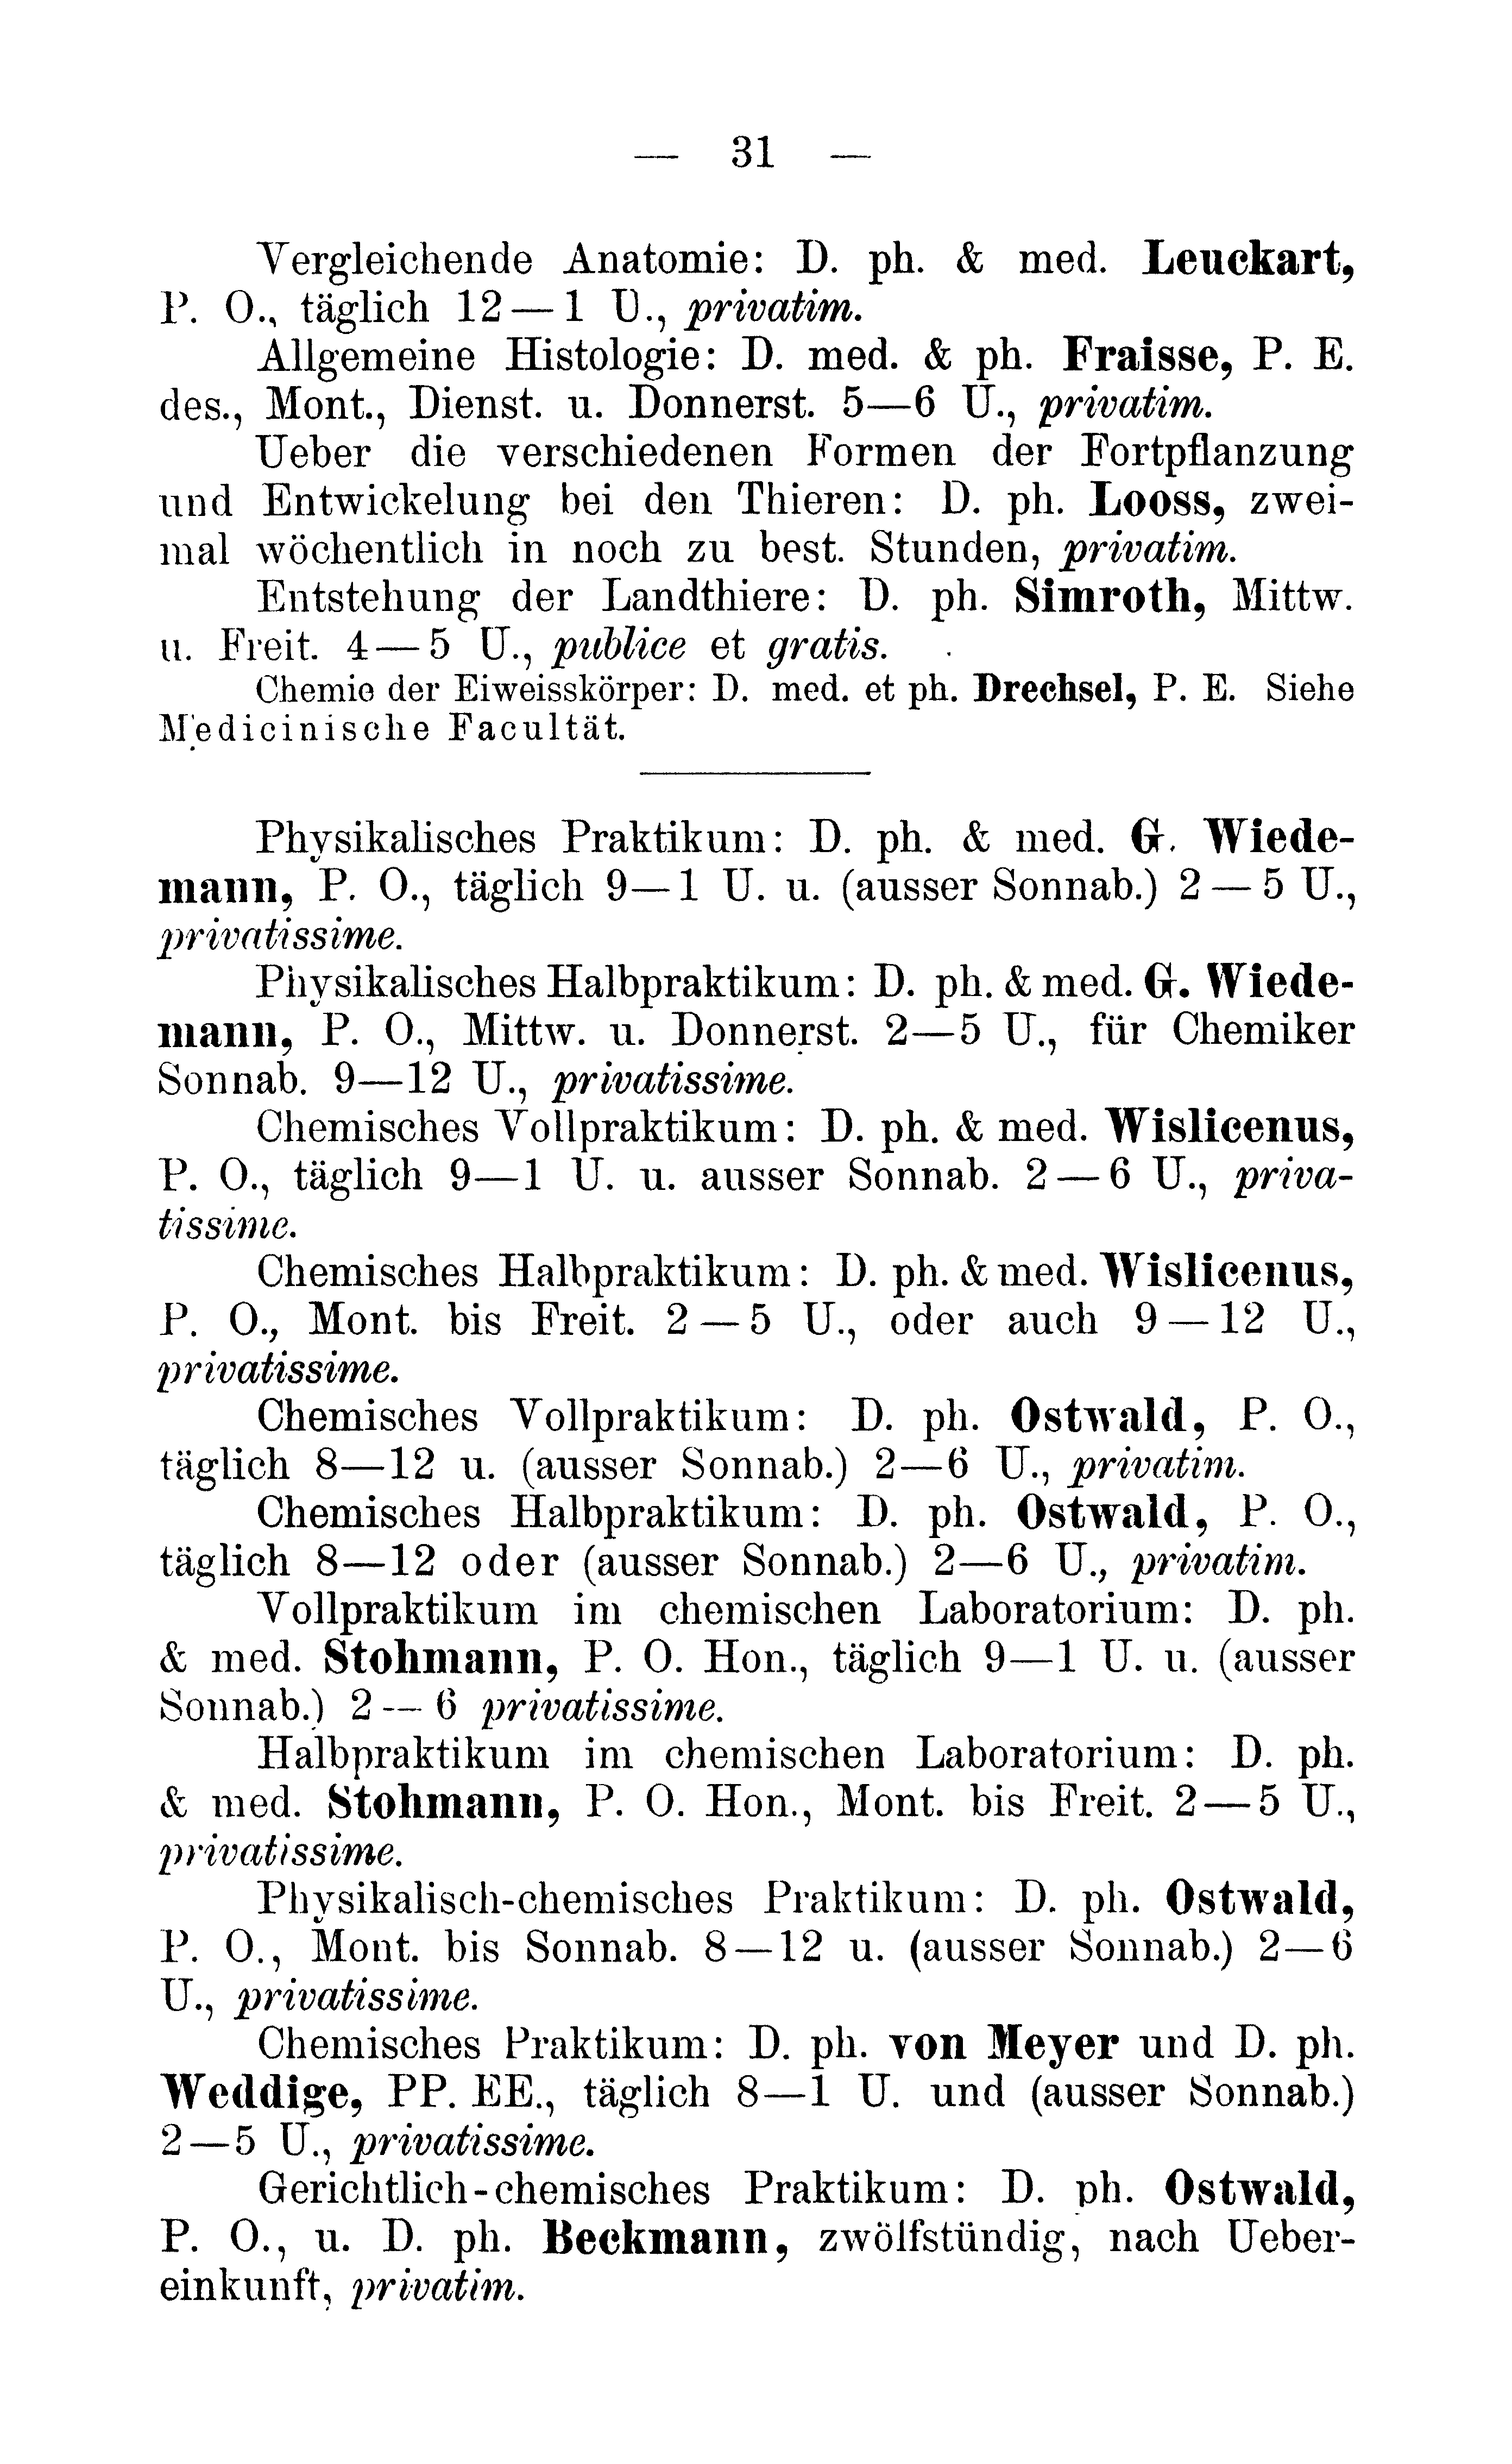 — 31 —
Vergleichende Anatomie: D. ph. & med. Leuckart,
P. O., täglich 12—1 U., privatim.
Allgemeine Histologie: D. med. & ph. Fraisse, P. E.
des., Mont., Dienst. u. Donnerst. 5—6 U., privatim.
Ueber die verschiedenen Formen der Fortpflanzung
und Entwickelung bei den Thieren: D. ph. Looss, zwei-
mal wöchentlich in noch zu best. Stunden, privatim.
Entstehung der Landthiere: D. ph. Simroth, Mittw.
u. Freit. 4—5 U., publice et gratis.
Chemie der Eiweisskörper: D. med. et ph. Drechsel, P. E. Siehe
Medicinische Facultät.
Physikalisches Praktikum: D. ph. & med. G. Wiede-
mann, P. O., täglich 9—1 U. u. (ausser Sonnab.) 2—5 U.,
privatissime.
Physikalisches Halbpraktikum: D. ph. & med. G. Wiede-
mann, P. O., Mittw. u. Donnerst. 2—5 U., für Chemiker
Sonnab. 9—12 U., privatissime.
Chemisches Vollpraktikum: D. ph. & med. Wislicenus,
P. O., täglich 9—1 U. u. ausser Sonnab. 2—6 U., priva-
tissime.
Chemisches Halbpraktikum: D. ph. & med. Wislicenus,
P. O., Mont. bis Freit. 2—5 U., oder auch 9—12 U.,
privatissime.
Chemisches Vollpraktikum: D. ph. Ostwald, P. O.,
täglich 8—12 u. (ausser Sonnab.) 2—6 U., privatim.
Chemisches Halbpraktikum: D. ph. Ostwald, P. O.,
täglich 8—12 oder (ausser Sonnab.) 2—6 U., privatim.
Vollpraktikum im chemischen Laboratorium: D. ph.
& med. Stohmann, P. O. Hon., täglich 9—1 U. u. (ausser
Sonnab.) 2—6 privatissime.
Halbpraktikum im chemischen Laboratorium: D. ph.
& med. Stohmann, P. O. Hon., Mont. bis Freit. 2—5 U.,
privatissime.
Physikalisch-chemisches Praktikum: D. ph. Ostwald,
P. O., Mont. bis Sonnab. 8—12 u. (ausser Sonnab.) 2—6
U., privatissime.
Chemisches Praktikum: D. ph. von Meyer und D. ph.
Weddige, PP. EE., täglich 8—1 U. und (ausser Sonnab.)
2—5 U., privatissime.
Gerichtlich-chemisches Praktikum: D. ph. Ostwald,
P. O., u. D. ph. Beckmann, zwölfstündig, nach Ueber-
einkunft, privatim.